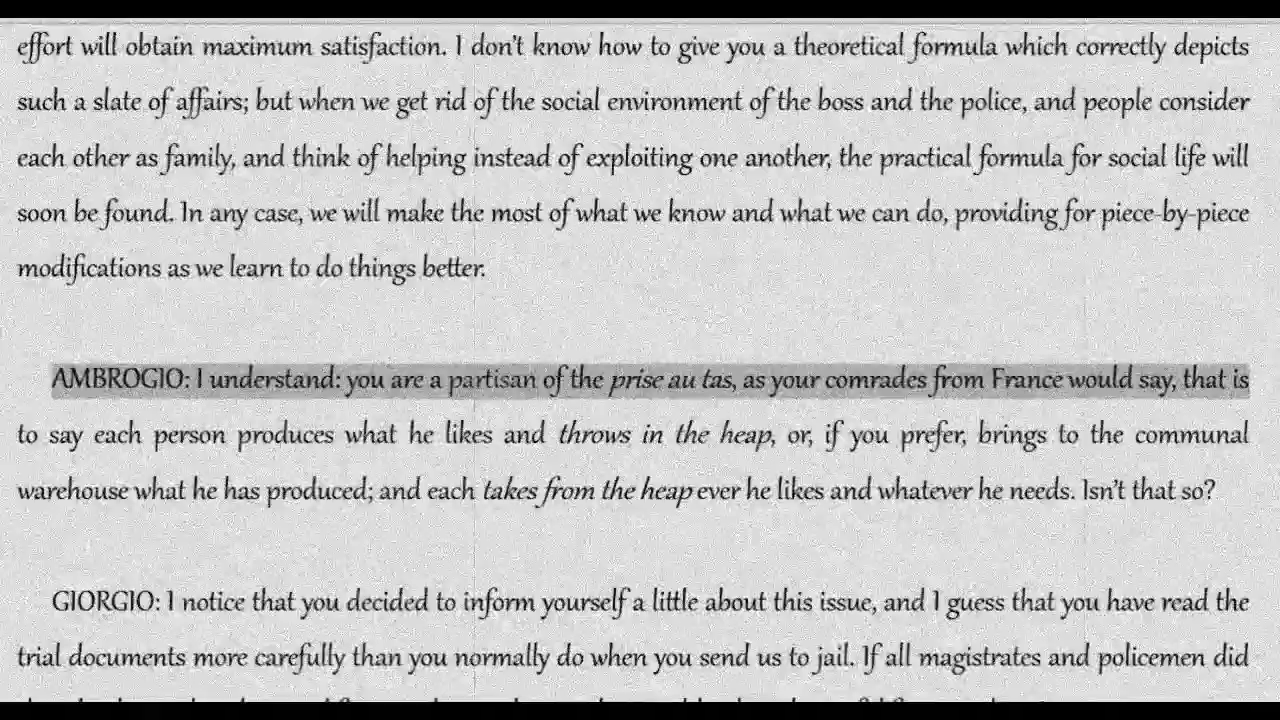 effort will obtain maximum satisfaction. I don't know how to give you a theoretical formula which correctly depicts
such a slate of affairs; but when we get rid of the social environment of the boss and the police, and people consider
each other as family, and think of helping instead of exploiting one another, the practical formula for social life will
soon be found. In any case, we will make the most of what we know and what we can do, providing for piece-by-piece
modifications as we learn to do things better.
AMBROGIO: I understand: you are a partisan of the prise au tas, as your comrades from France would say, that is
to say each person produces what he likes and throws in the heap, or, if you prefer, brings to the communal
warehouse what he has produced; and each takes from the heap ever he likes and whatever he needs. Isn't that so?
GIORGIO: I notice that you decided to inform yourself a little about this issue, and I guess that you have read the
trial documents more carefully than you normally do when you send us to jail. If all magistrates and policemen did